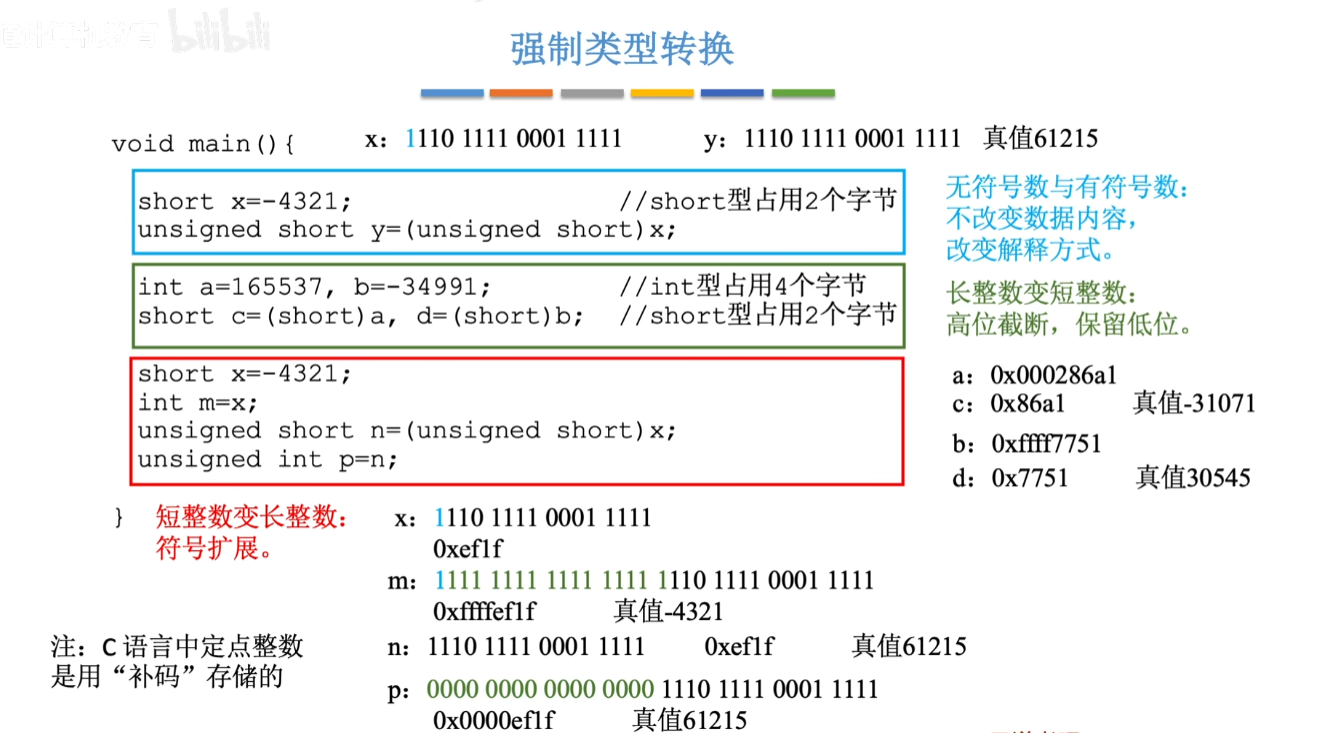 bilibili
强制类型转换
void main(){
x：1110 1111 0001 1111
y：1110 1111 0001 1111 真值61215
short x=-4321; //short型占用2个字节
unsigned short y=(unsigned short)x;
无符号数与有符号数：
不改变数据内容，
改变解释方式。
int a=165537, b=-34991; //int型占用4个字节
short c=(short)a, d=(short)b; //short型占用2个字节
长整数变短整数：
高位截断，保留低位。
short x=-4321;
int m=x;
unsigned short n=(unsigned short)x;
unsigned int p=n;
a：0x000286a1
c：0x86a1 真值-31071
b：0xffff7751
d：0x7751 真值30545
}
短整数变长整数：
符号扩展。
x：1110 1111 0001 1111
0xef1f
m：1111 1111 1111 1111 1110 1111 0001 1111
0xffffef1f 真值-4321
注：C 语言中定点整数
是用“补码”存储的
n：1110 1111 0001 1111 0xef1f 真值61215
p：0000 0000 0000 0000 1110 1111 0001 1111
0x0000ef1f 真值61215